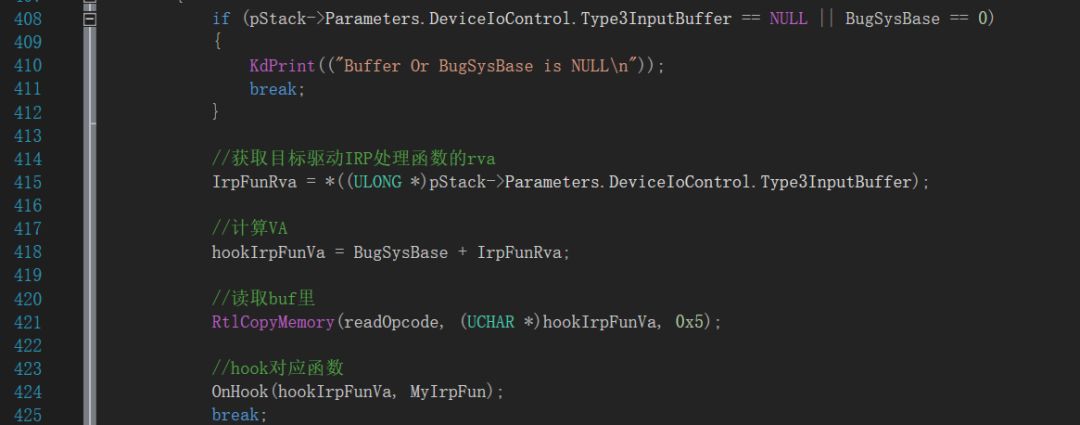 408 if (pStack->Parameters.DeviceIoControl.Type3InputBuffer == NULL || BugSysBase == 0)
409 {
410 KdPrint(("Buffer Or BugSysBase is NULL\n"));
411 break;
412 }
413
414 //获取目标驱动IRP处理函数的rva
415 IrpFunRva = *((ULONG *)pStack->Parameters.DeviceIoControl.Type3InputBuffer);
416
417 //计算VA
418 hookIrpFunVa = BugSysBase + IrpFunRva;
419
420 //读取buf里
421 RtlCopyMemory(readOpcode, (UCHAR *)hookIrpFunVa, 0x5);
422
423 //hook对应函数
424 OnHook(hookIrpFunVa, MyIrpFun);
425 break;